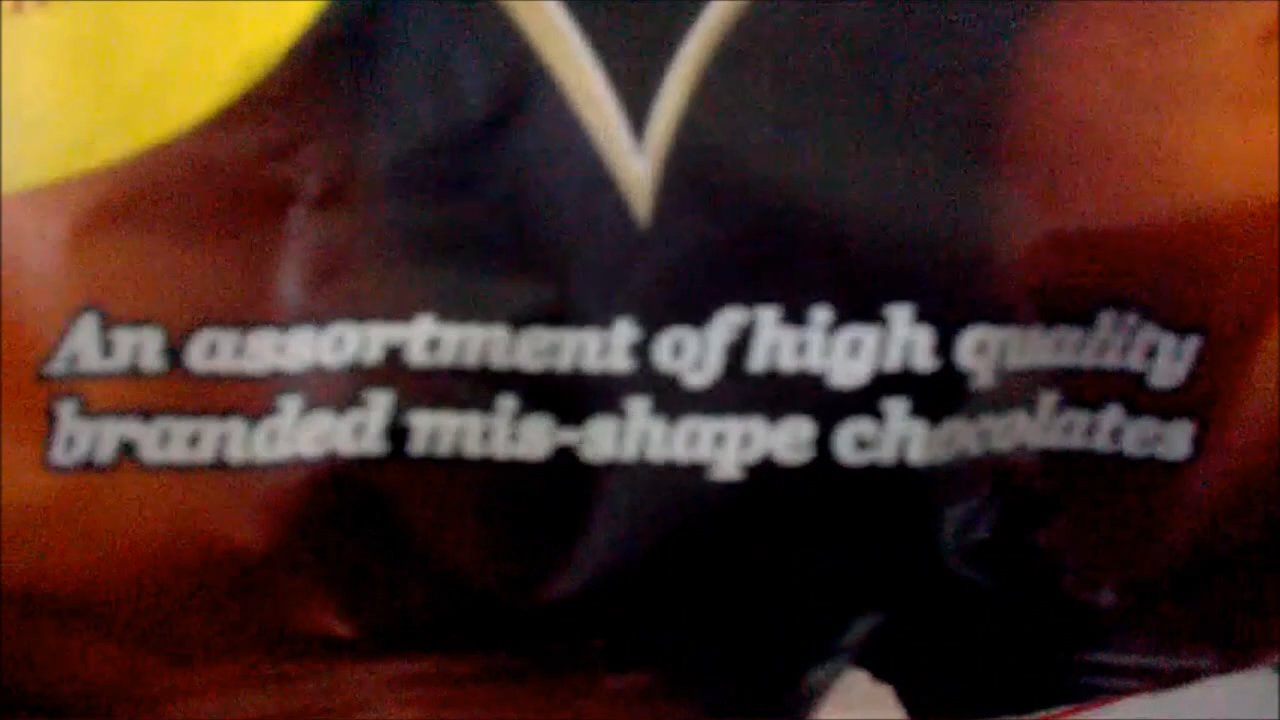 An assortment of high quality
branded mis-shape chocolates